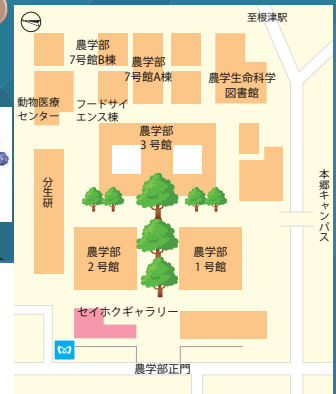 至根津駅
農学部
7号館B棟
農学部
7号館A棟
農学生命科学
図書館
動物医療
センター
フードサイ
エンス棟
農学部
3号館
分生研
本郷キャンパス
農学部
2号館
農学部
1号館
セイホクギャラリー
農学部正門